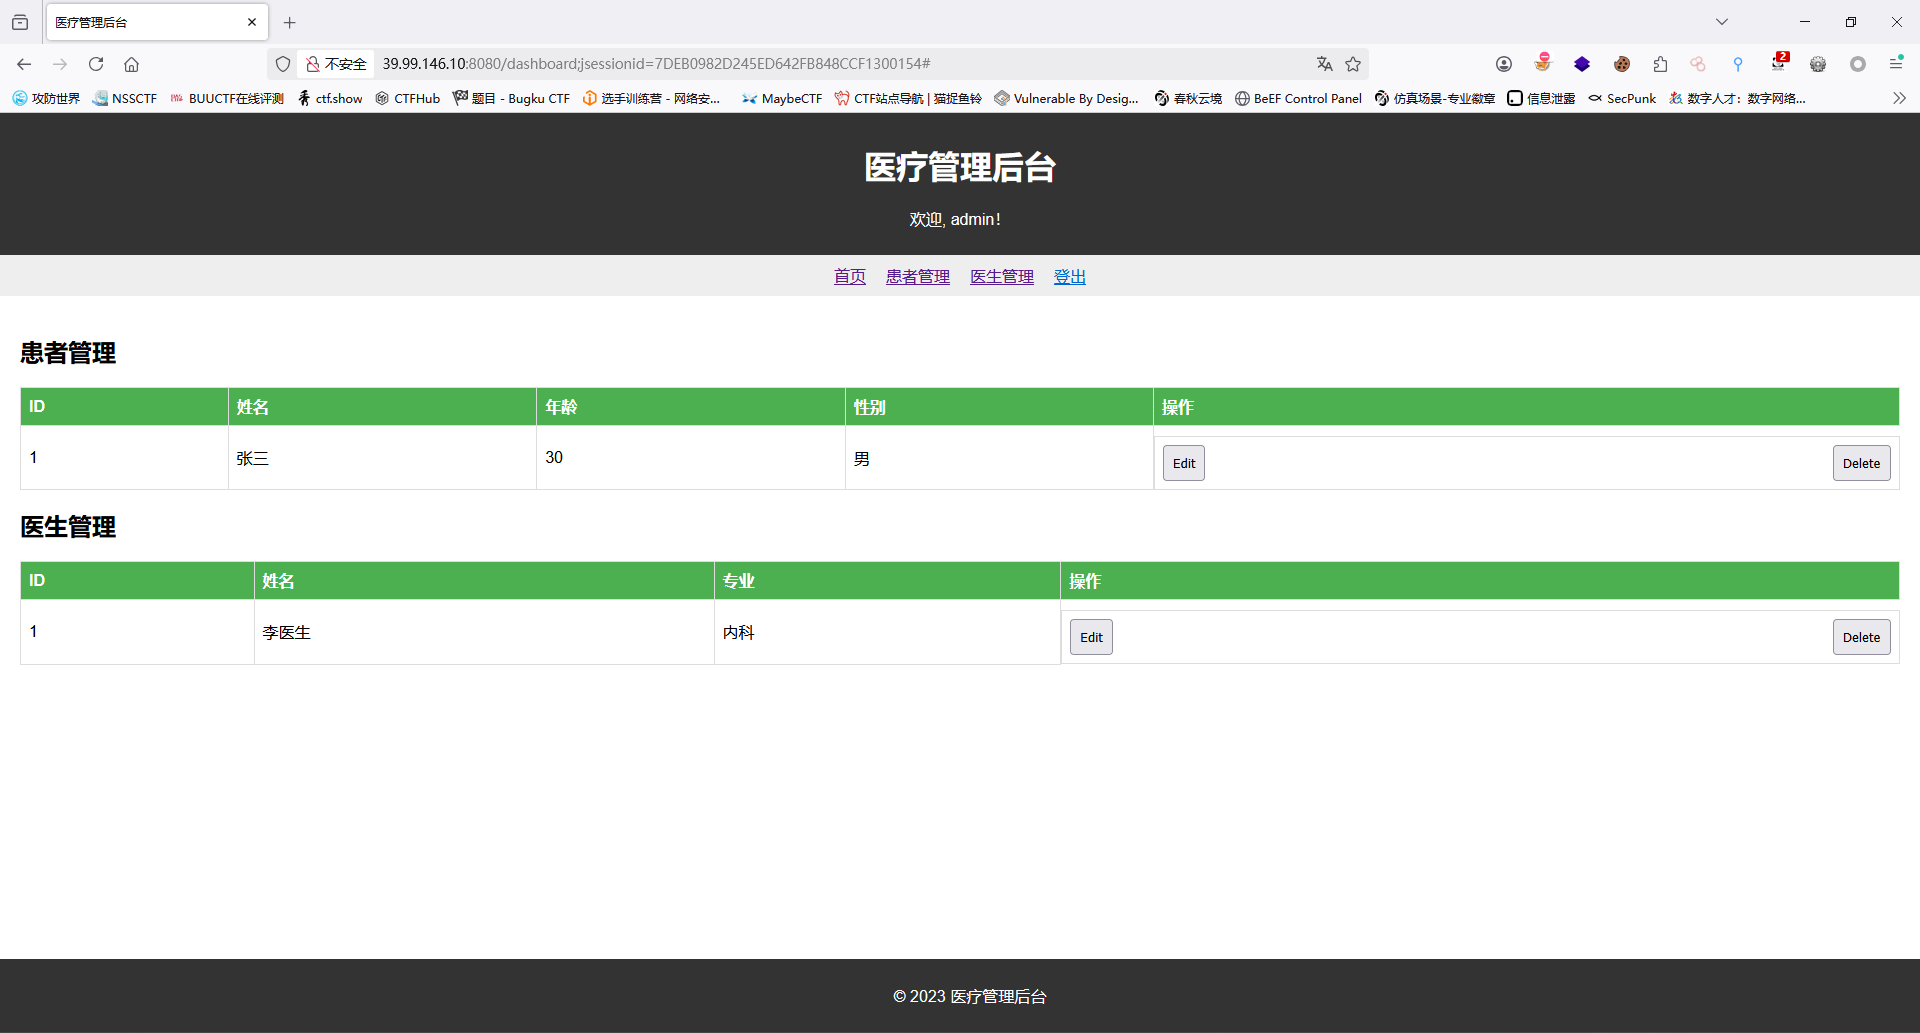 医疗管理后台
不安全
39.99.146.10:8080/dashboard;jsessionid=7DEB0982D245ED642FB848CCF1300154#
2
攻防世界 NSSCTF BUUCTF在线评测 ctf.show CTFHub 题目 - Bugku CTF 选手训练营 - 网络安... MaybeCTF CTF站点导航 | 猫捉鱼铃 Vulnerable By Desig... 春秋云境 BeEF Control Panel 仿真场景-专业徽章 信息泄露 SecPunk 数字人才：数字网络...
医疗管理后台
欢迎, admin!
首页 患者管理 医生管理 登出
患者管理
ID 姓名 年龄 性别 操作
1 张三 30 男 Edit Delete
医生管理
ID 姓名 专业 操作
1 李医生 内科 Edit Delete
© 2023 医疗管理后台